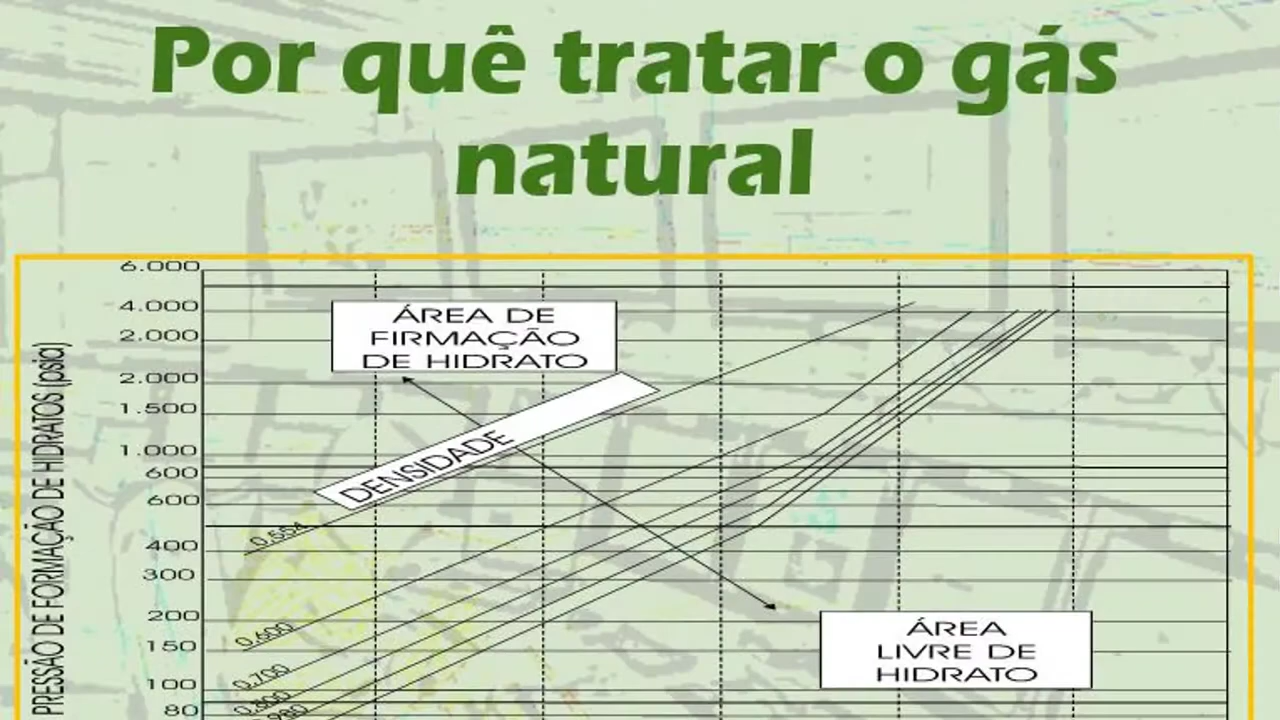 Por quê tratar o gás
natural
6.000
4.000
2.000
2.000
1.500
1.000
600
600
400
300
200
150
100
80
PRESSÃO DE FORMAÇÃO DE HIDRATOS (psia)
ÁREA DE
FIRMAÇÃO
DE HIDRATO
DENSIDADE
0.554
0.600
0.700
0.800
ÁREA
LIVRE DE
HIDRATO